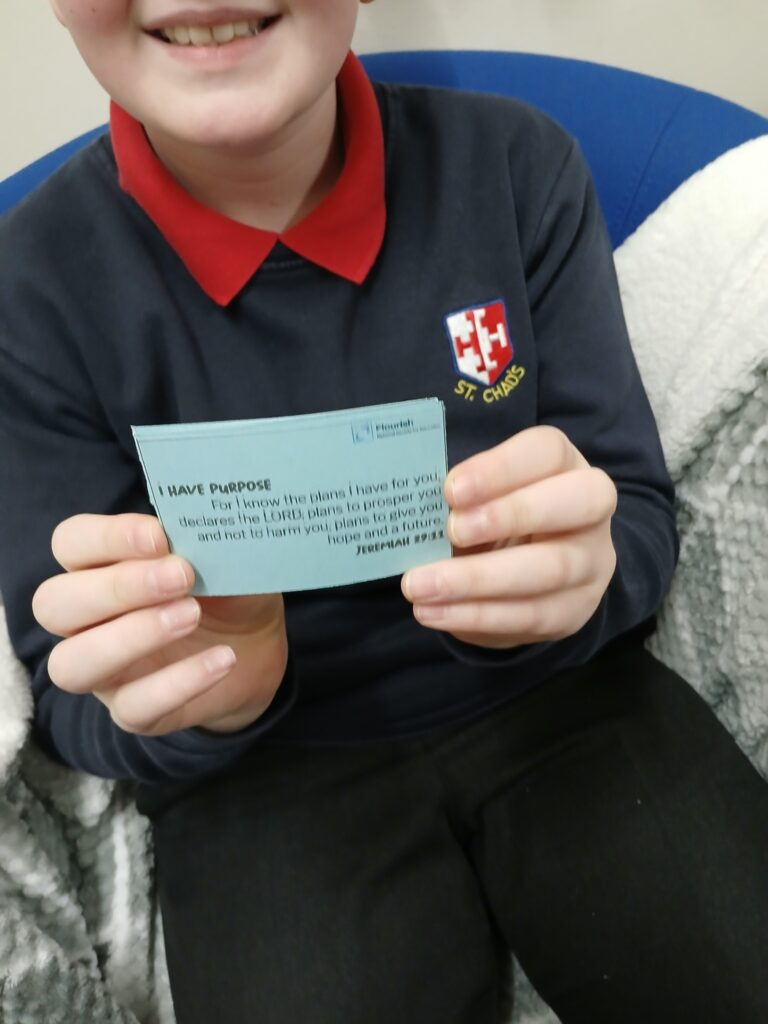 ST. CHAD'S
Flourish
I HAVE PURPOSE
For I know the plans I have for you,
declares the LORD; plans to prosper you
and not to harm you; plans to give you
hope and a future.
JEREMIAH 29:11